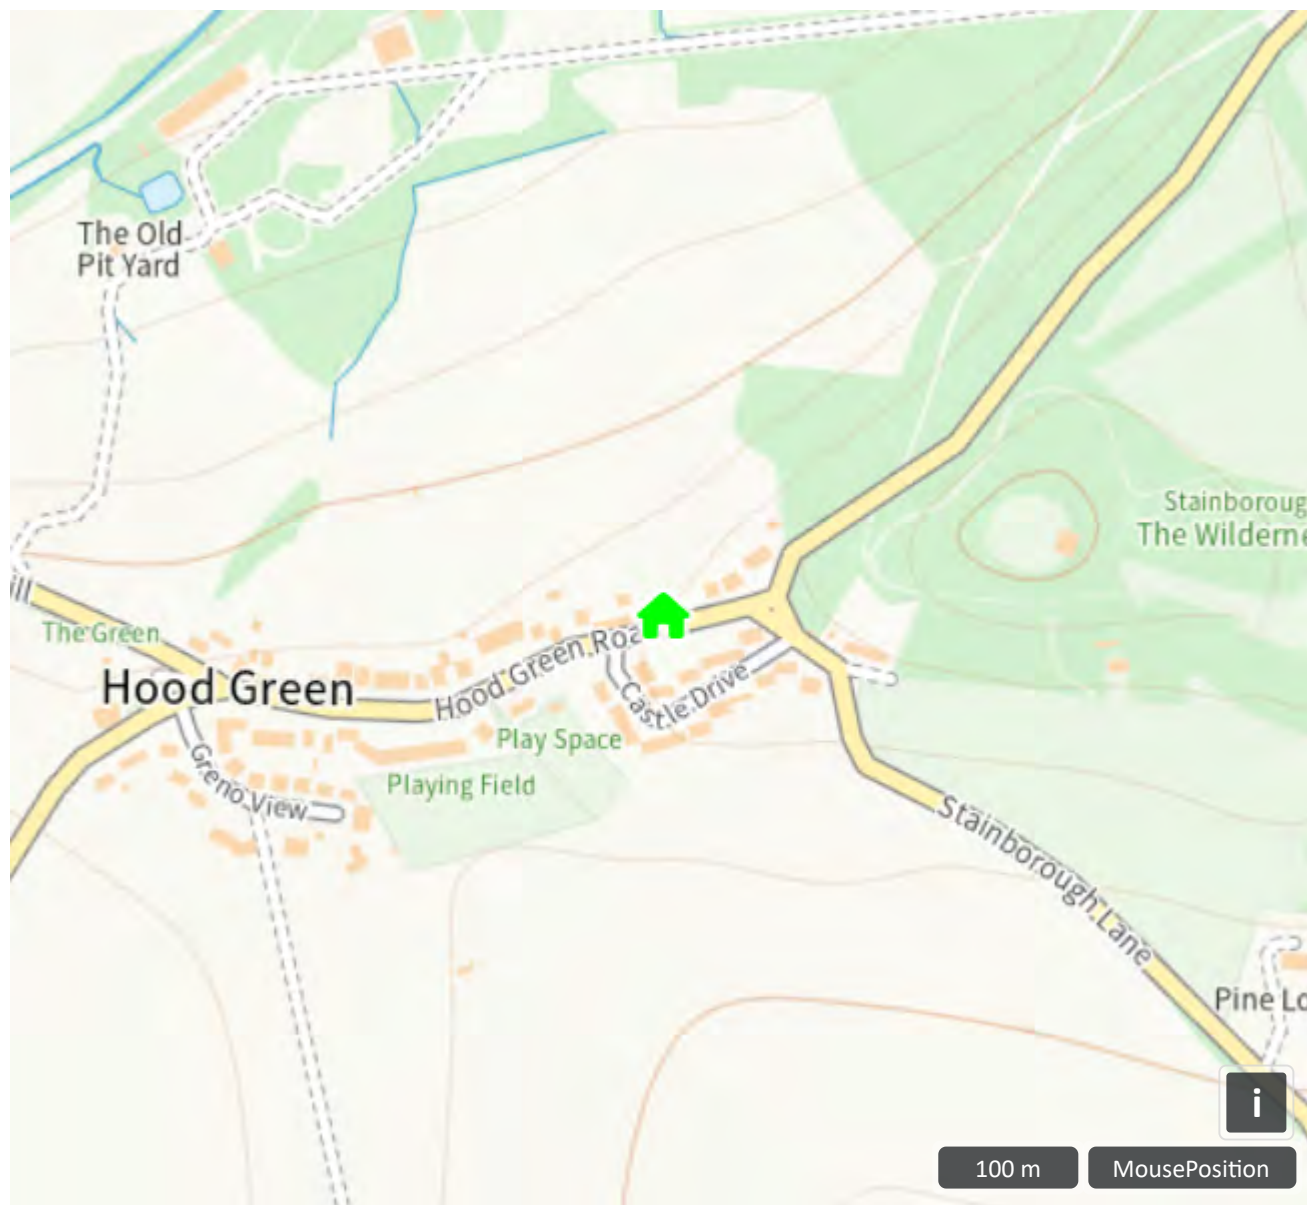 The Old
Pit Yard
Stainboroug
The Wilderne
The Green
Hood Green
Hood Green Roa
Castle Drive
Play Space
Playing Field
Greno View
Stainborough Lane
Pine Lo
i
100 m
MousePosition